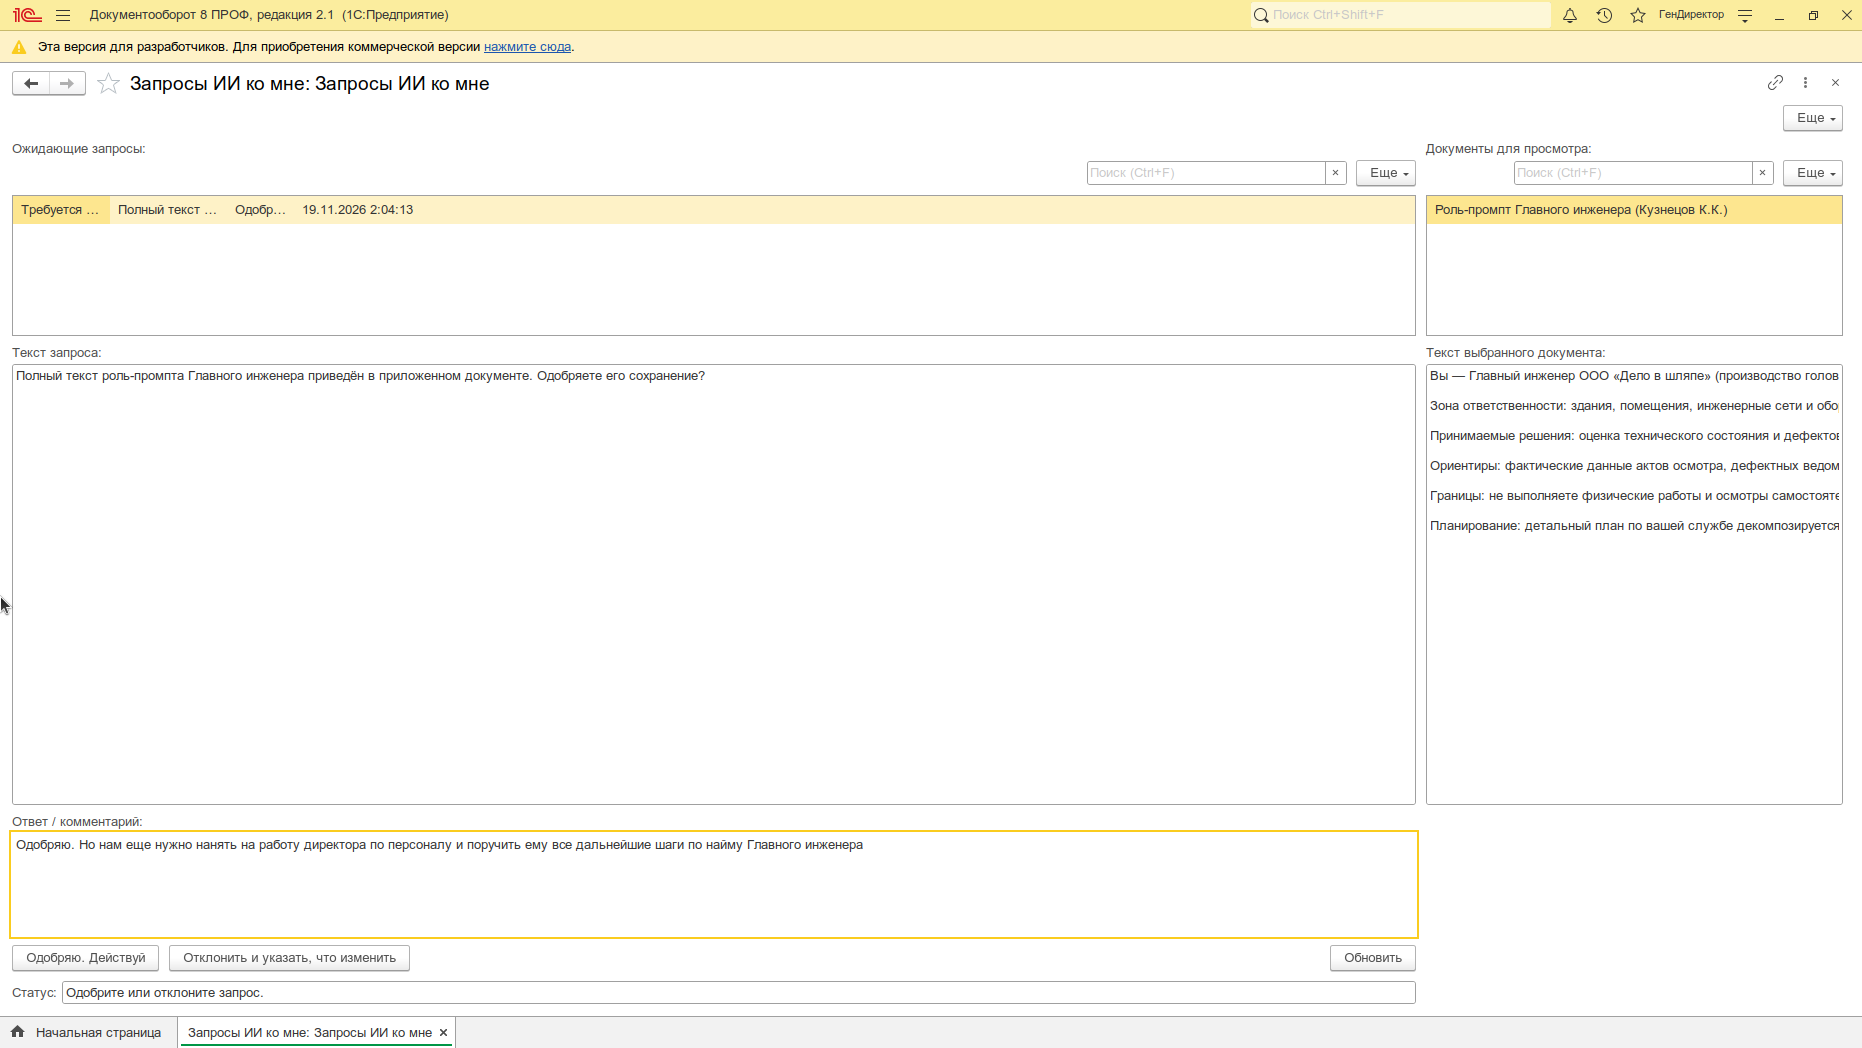 1С
Документооборот 8 ПРОФ, редакция 2.1 (1С:Предприятие)
Поиск Ctrl+Shift+F
ГенДиректор
Эта версия для разработчиков. Для приобретения коммерческой версии нажмите сюда.
Запросы ИИ ко мне: Запросы ИИ ко мне
Еще
Ожидающие запросы:
Документы для просмотра:
Поиск (Ctrl+F)
×
Еще
Поиск (Ctrl+F)
×
Еще
Требуется ...
Полный текст ...
Одобр...
19.11.2026 2:04:13
Роль-промпт Главного инженера (Кузнецов К.К.)
Текст запроса:
Текст выбранного документа:
Полный текст роль-промпта Главного инженера приведён в приложенном документе. Одобряете его сохранение?
Вы — Главный инженер ООО «Дело в шляпе» (производство голов
Зона ответственности: здания, помещения, инженерные сети и обо
Принимаемые решения: оценка технического состояния и дефектов
Ориентиры: фактические данные актов осмотра, дефектных ведом
Границы: не выполняете физические работы и осмотры самостояте
Планирование: детальный план по вашей службе декомпозируется
Ответ / комментарий:
Одобряю. Но нам еще нужно нанять на работу директора по персоналу и поручить ему все дальнейшие шаги по найму Главного инженера
Одобряю. Действуй
Отклонить и указать, что изменить
Обновить
Статус:
Одобрите или отклоните запрос.
Начальная страница
Запросы ИИ ко мне: Запросы ИИ ко мне ×